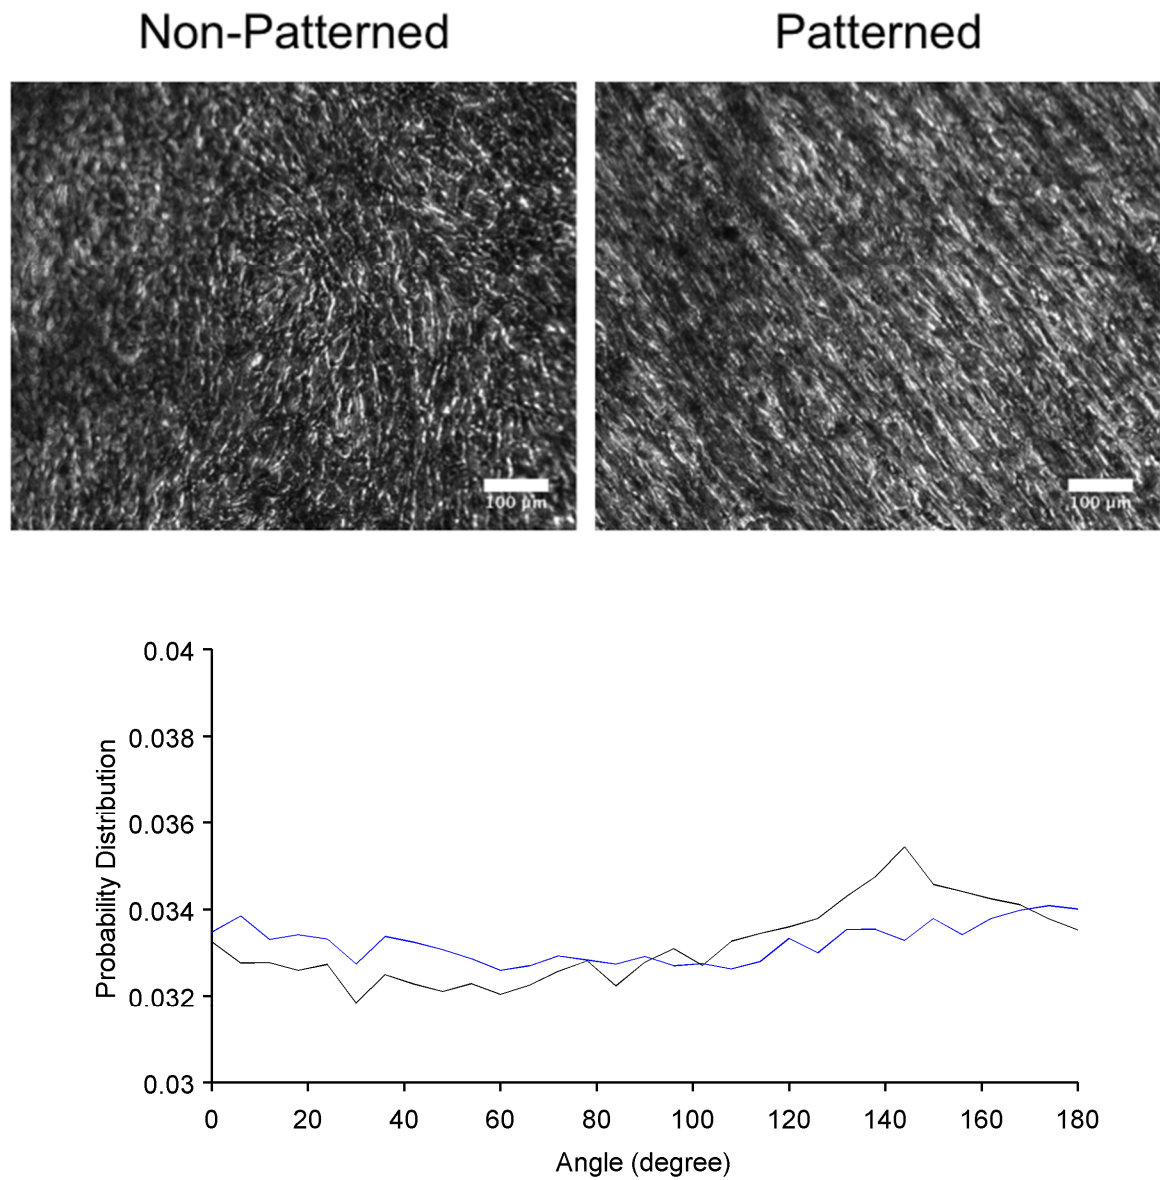 Non-Patterned
Patterned
100 µm
100 µm
0.04
0.038
0.036
0.034
0.032
0.03
Probability Distribution
0 20 40 60 80 100 120 140 160 180
Angle (degree)